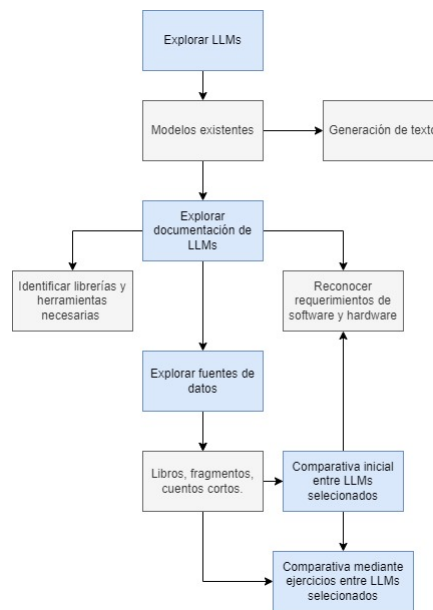 Explorar LLMs
Modelos existentes
Generación de texto
Explorar
documentación de
LLMs
Identificar librerías y
herramientas
necesarias
Reconocer
requerimientos de
software y hardware
Explorar fuentes de
datos
Libros, fragmentos,
cuentos cortos.
Comparativa inicial
entre LLMs
selecionados
Comparativa mediante
ejercicios entre LLMs
selecionados